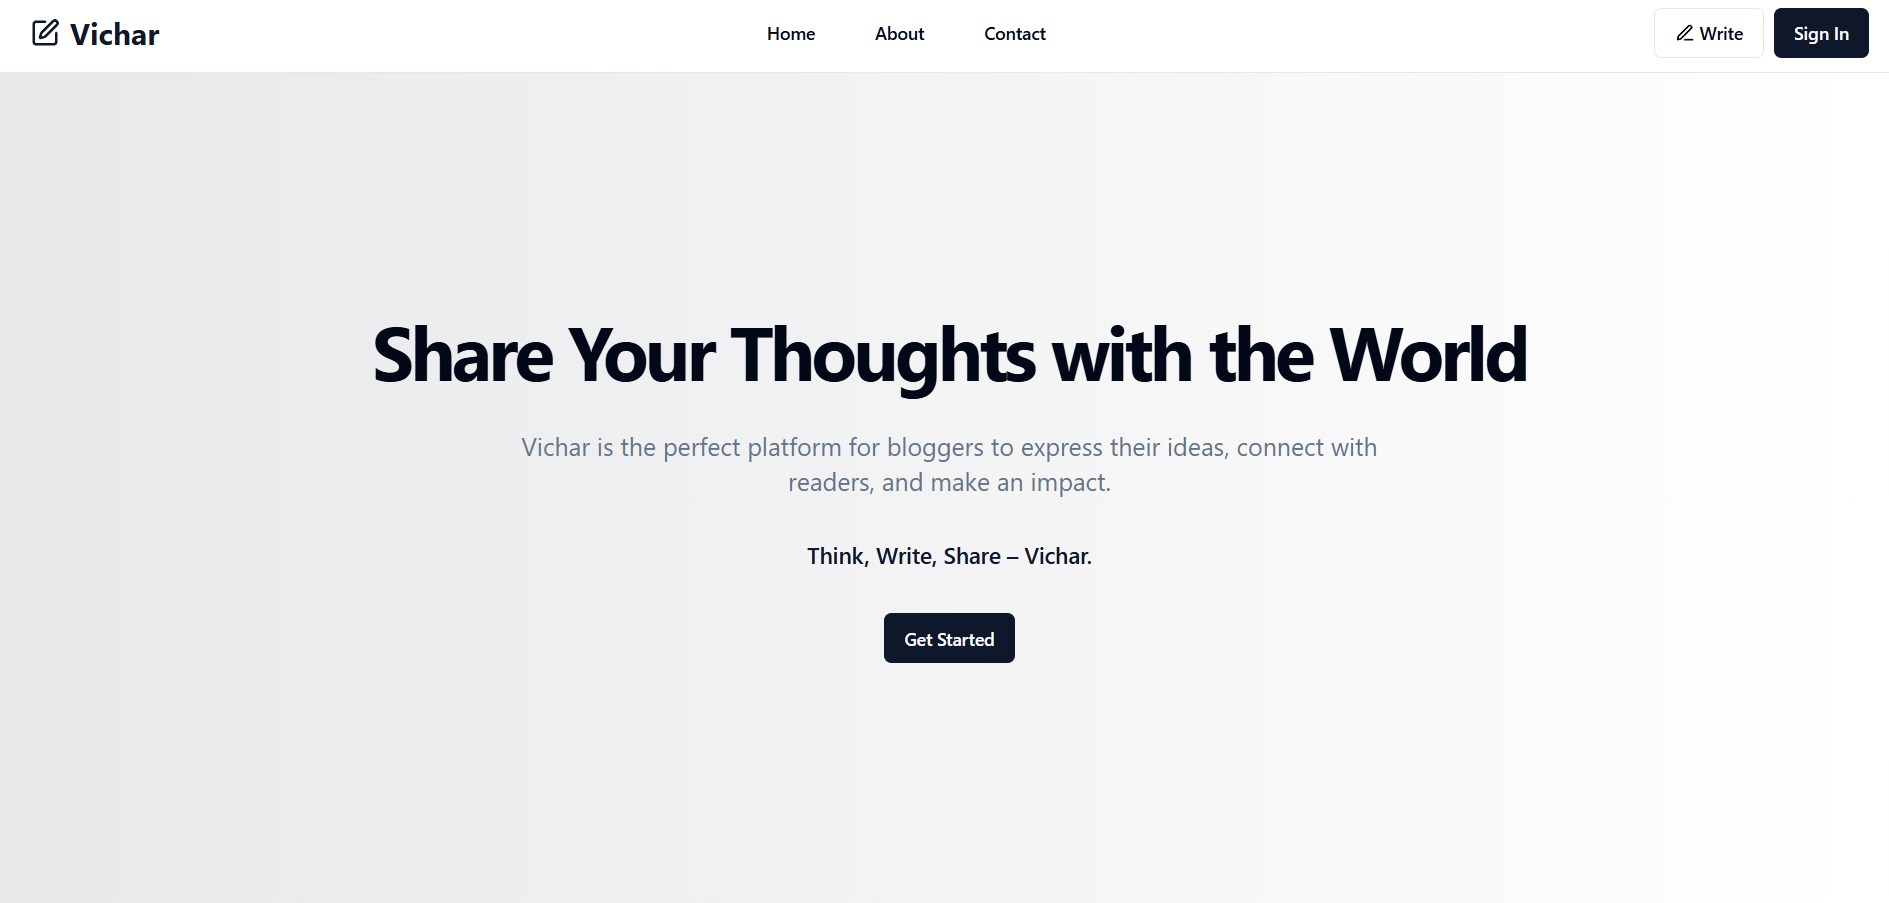 Vichar
Home
About
Contact
Write
Sign In
Share Your Thoughts with the World
Vichar is the perfect platform for bloggers to express their ideas, connect with
readers, and make an impact.
Think, Write, Share – Vichar.
Get Started